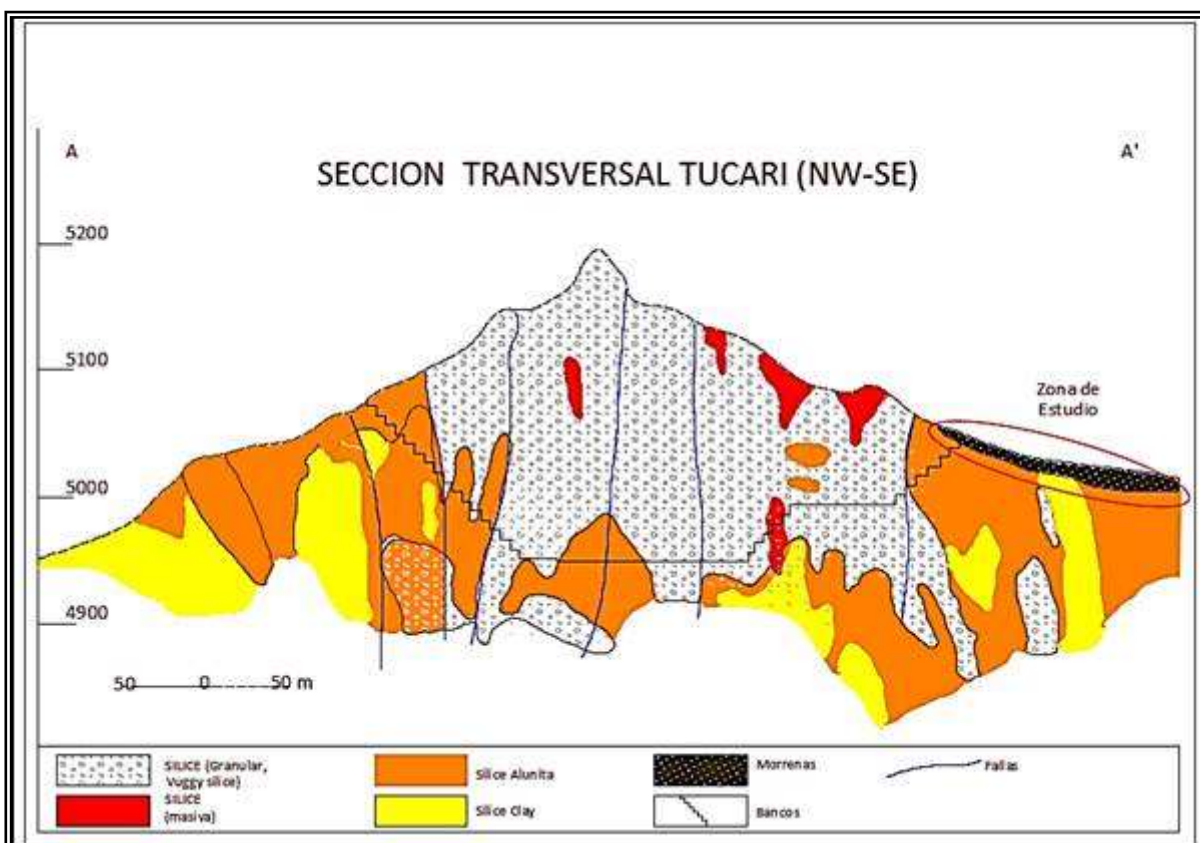 A
A'
SECCION TRANSVERSAL TUCARI (NW-SE)
5200
5100
5000
4900
Zona de
Estudio
50 0 50 m
SILICE (Granular,
Vuggy silice)
SILICE
(masiva)
Silice Alunita
Silice Clay
Morrenas
Bancos
Fallas